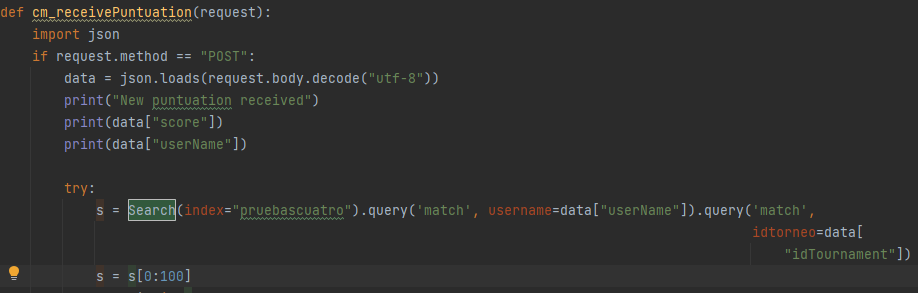 def cm_receivePuntuation(request):
    import json
    if request.method == "POST":
        data = json.loads(request.body.decode("utf-8"))
        print("New puntuation received")
        print(data["score"])
        print(data["userName"])
        try:
            s = Search(index="pruebascuatro").query('match', username=data["userName"]).query('match',
                                                                                              idtorneo=data[
                                                                                                  "idTournament"])
            s = s[0:100]